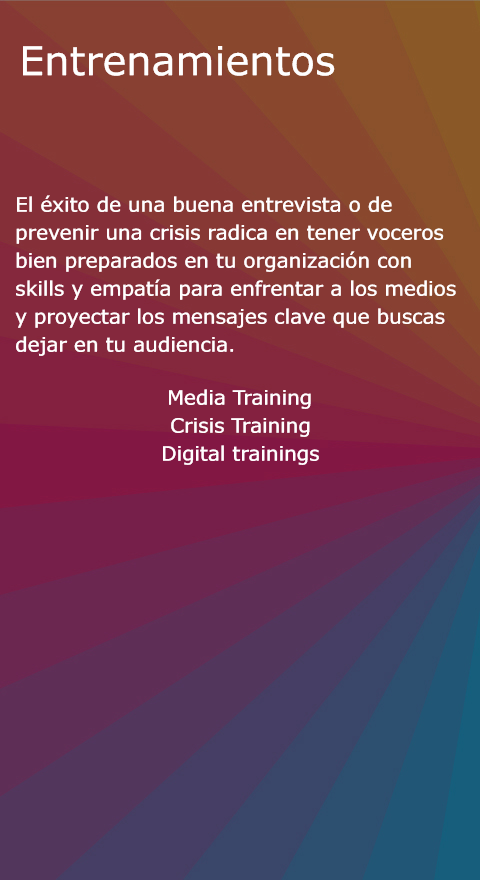 Entrenamientos
El éxito de una buena entrevista o de
prevenir una crisis radica en tener voceros
bien preparados en tu organización con
skills y empatía para enfrentar a los medios
y proyectar los mensajes clave que buscas
dejar en tu audiencia.
Media Training
Crisis Training
Digital trainings